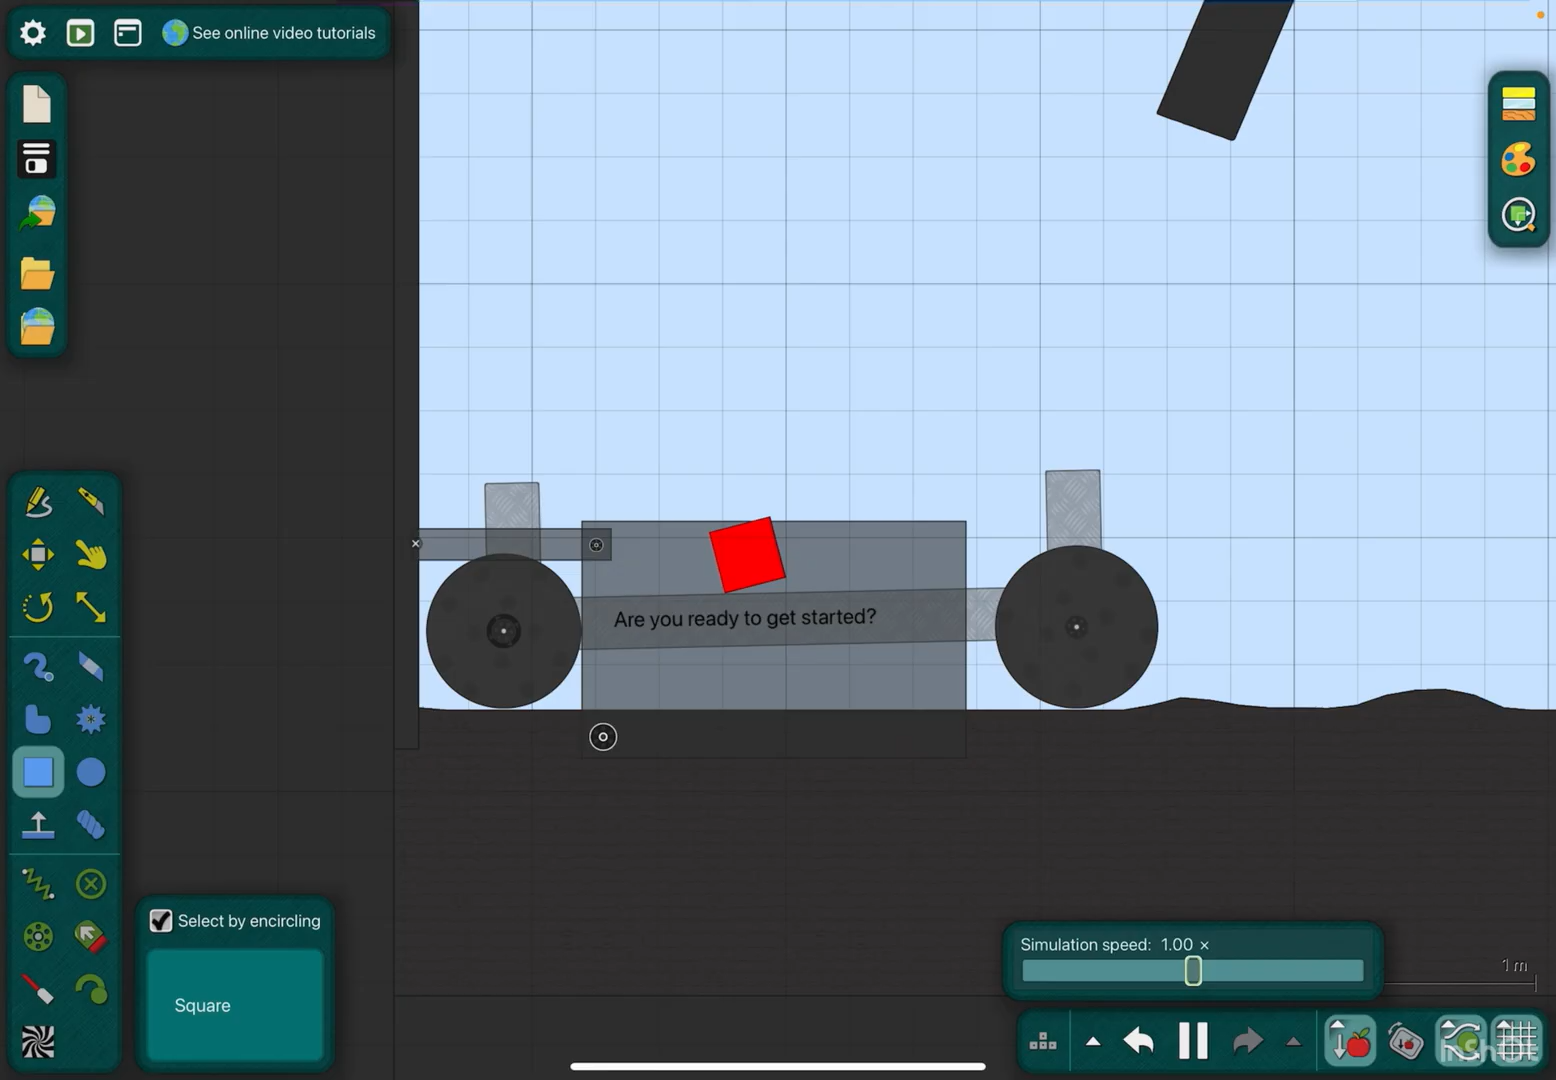 See online video tutorials
Are you ready to get started?
Select by encircling
Square
Simulation speed: 1.00 ×
1 m
InShot